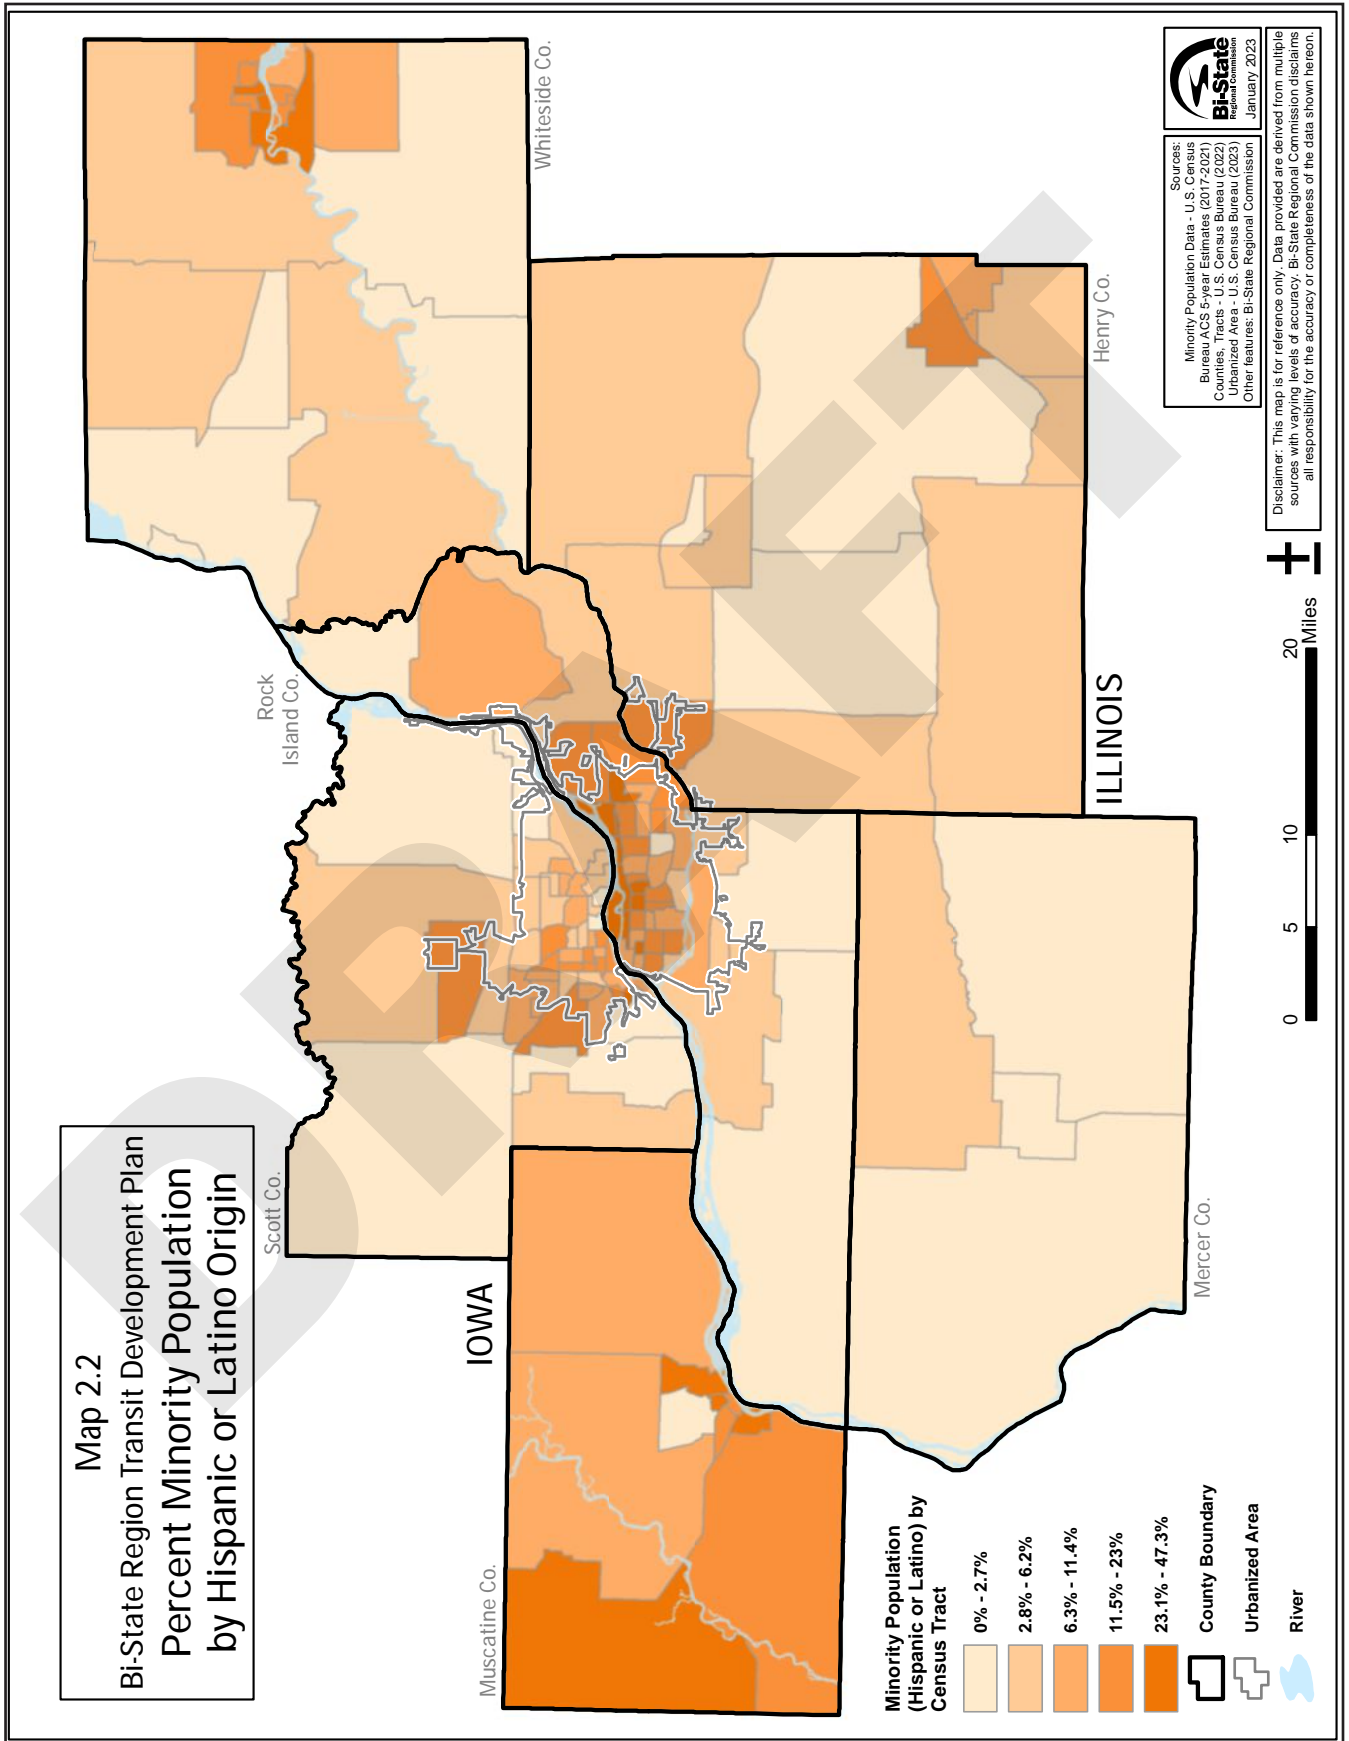 Map 2.2
Bi-State Region Transit Development Plan
Percent Minority Population
by Hispanic or Latino Origin
Scott Co.
Rock
Island Co.
Whiteside Co.
IOWA
Muscatine Co.
ILLINOIS
Henry Co.
Mercer Co.
DRAFT
Minority Population
(Hispanic or Latino) by
Census Tract
0% - 2.7%
2.8% - 6.2%
6.3% - 11.4%
11.5% - 23%
23.1% - 47.3%
County Boundary
Urbanized Area
River
0 5 10 20
Miles
Sources:
Minority Population Data - U.S. Census
Bureau ACS 5-year Estimates (2017-2021)
Counties, Tracts - U.S. Census Bureau (2022)
Urbanized Area - U.S. Census Bureau (2023)
Other features: Bi-State Regional Commission
Bi-State
Regional Commission
January 2023
Disclaimer: This map is for reference only. Data provided are derived from multiple
sources with varying levels of accuracy. Bi-State Regional Commission disclaims
all responsibility for the accuracy or completeness of the data shown hereon.